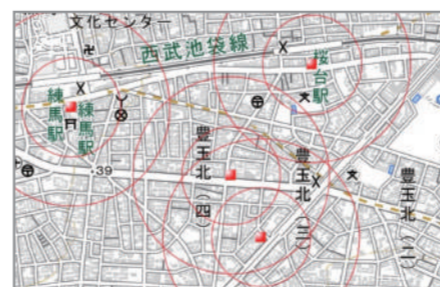 文化センター
西武池袋線
桜台駅
練馬駅
練馬駅
39
豊玉北(四)
豊玉北(三)
豊玉北(二)